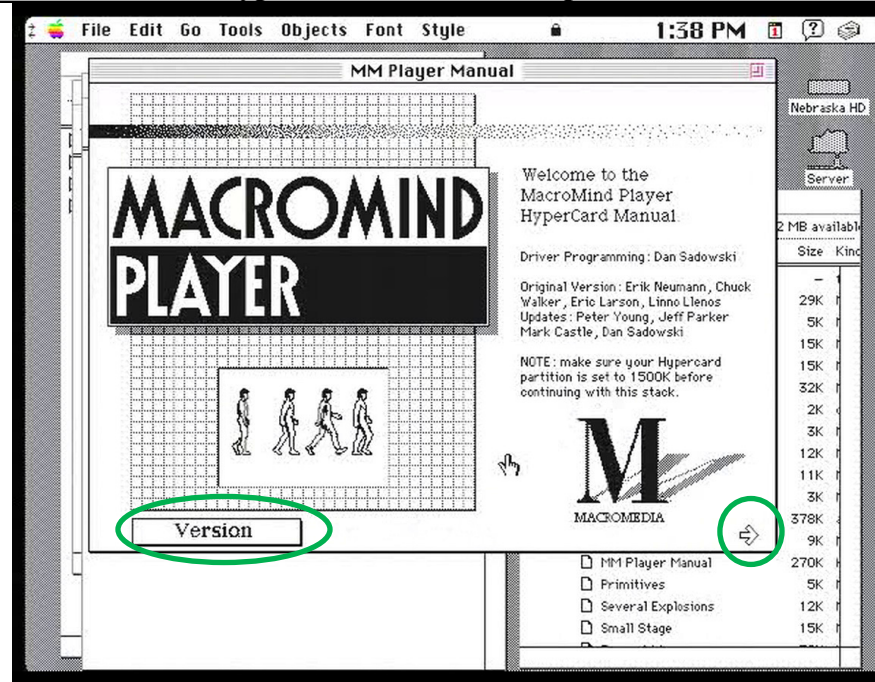 File Edit Go Tools Objects Font Style 1:38 PM 1 ?
MM Player Manual
MACROMIND
PLAYER
Version
Welcome to the
MacroMind Player
HyperCard Manual
Driver Programming: Dan Sadowski
Original Version: Erik Neumann, Chuck
Walker, Eric Larson, Linno Llenos
Updates: Peter Young, Jeff Parker
Mark Castle, Dan Sadowski
NOTE: make sure your Hypercard
partition is set to 1500K before
continuing with this stack.
M
MACROMEDIA
Nebraska HD
Server
2 MB availabl
Size Kind
–
29K
5K
15K
15K
32K
2K
3K
12K
11K
3K
378K
9K
MM Player Manual 270K
Primitives 5K
Several Explosions 12K
Small Stage 15K